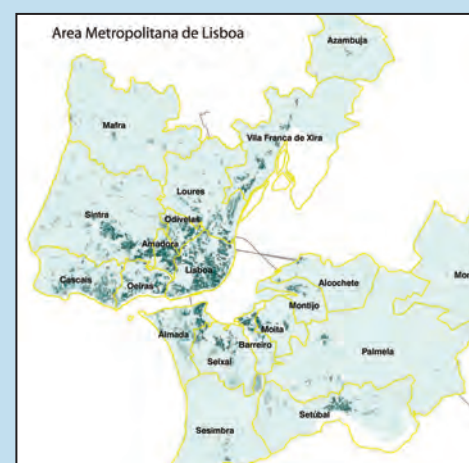 Area Metropolitana de Lisboa
Azambuja
Mafra
Vila Franca de Xira
Loures
Sintra
Odivelas
Amadora
Lisboa
Cascais
Oeiras
Alcochete
Montijo
Mo
Almada
Moita
Barreiro
Seixal
Palmela
Sesimbra
Setúbal